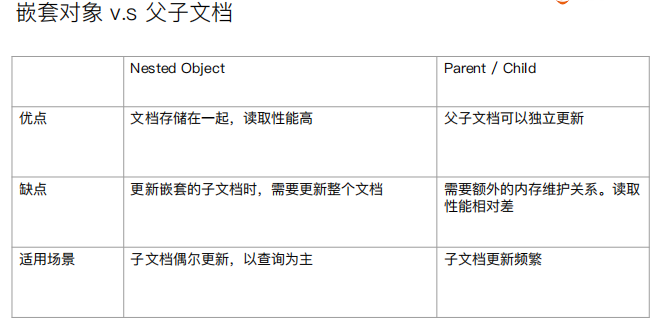 嵌套对象 v.s 父子文档
Nested Object
Parent / Child
优点
文档存储在一起，读取性能高
父子文档可以独立更新
缺点
更新嵌套的子文档时，需要更新整个文档
需要额外的内存维护关系。读取
性能相对差
适用场景
子文档偶尔更新，以查询为主
子文档更新频繁